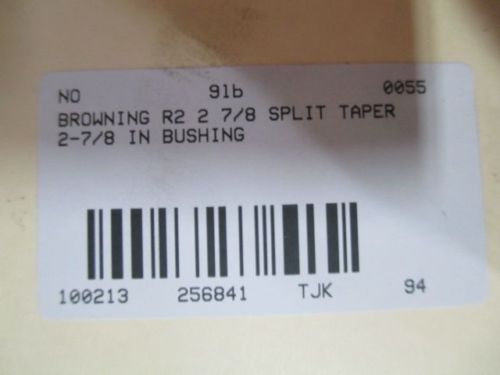 NO 91b 0055
BROWNING R2 2 7/8 SPLIT TAPER
2-7/8 IN BUSHING
100213 256841 TJK 94